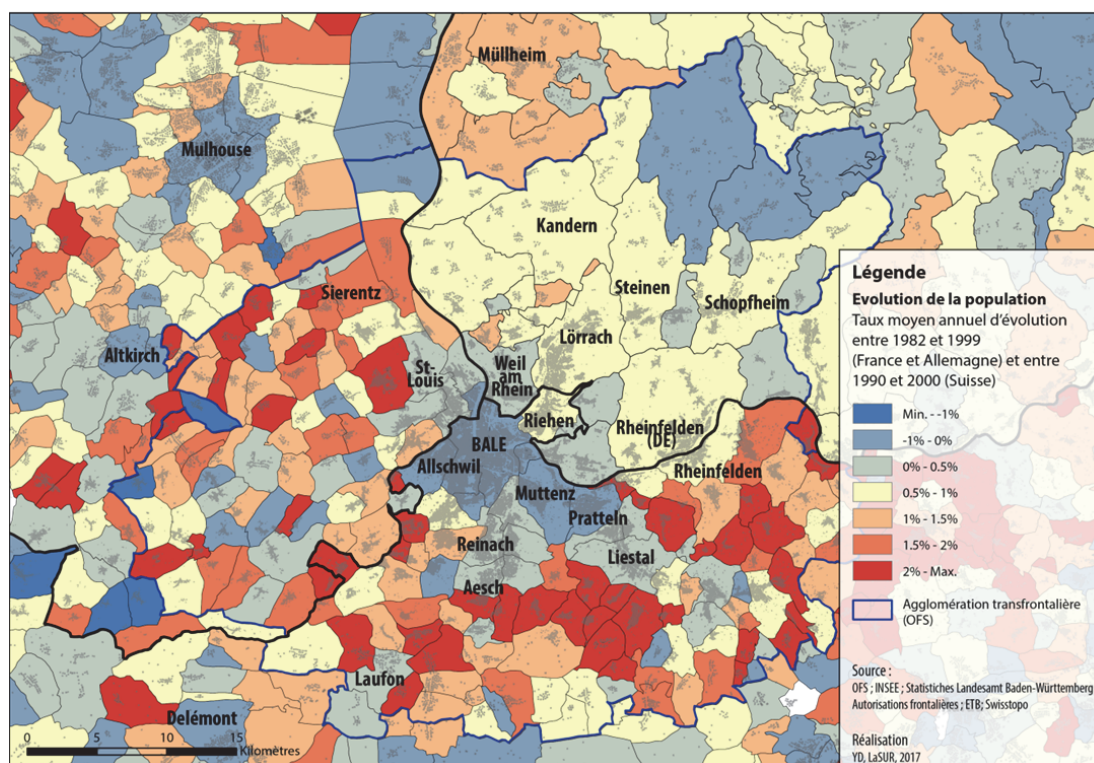 Müllheim
Mulhouse
Kandern
Sierentz
Steinen
Schopfheim
Altkirch
Lörrach
St-
Louis
Weil
am
Rhein
Riehen
Rheinfelden
(DE)
BALE
Allschwil
Rheinfelden
Muttenz
Pratteln
Reinach
Liestal
Aesch
Laufon
Delémont
0 5 10 15
Kilomètres
Légende
Evolution de la population
Taux moyen annuel d'évolution
entre 1982 et 1999
(France et Allemagne) et entre
1990 et 2000 (Suisse)
Min. - -1%
-1% - 0%
0% - 0.5%
0.5% - 1%
1% - 1.5%
1.5% - 2%
2% - Max.
Agglomération transfrontalière
(OFS)
Source :
OFS ; INSEE ; Statistiches Landesamt Baden-Württemberg
Autorisations frontalières ; ETB; Swisstopo
Réalisation
YD, LaSUR, 2017